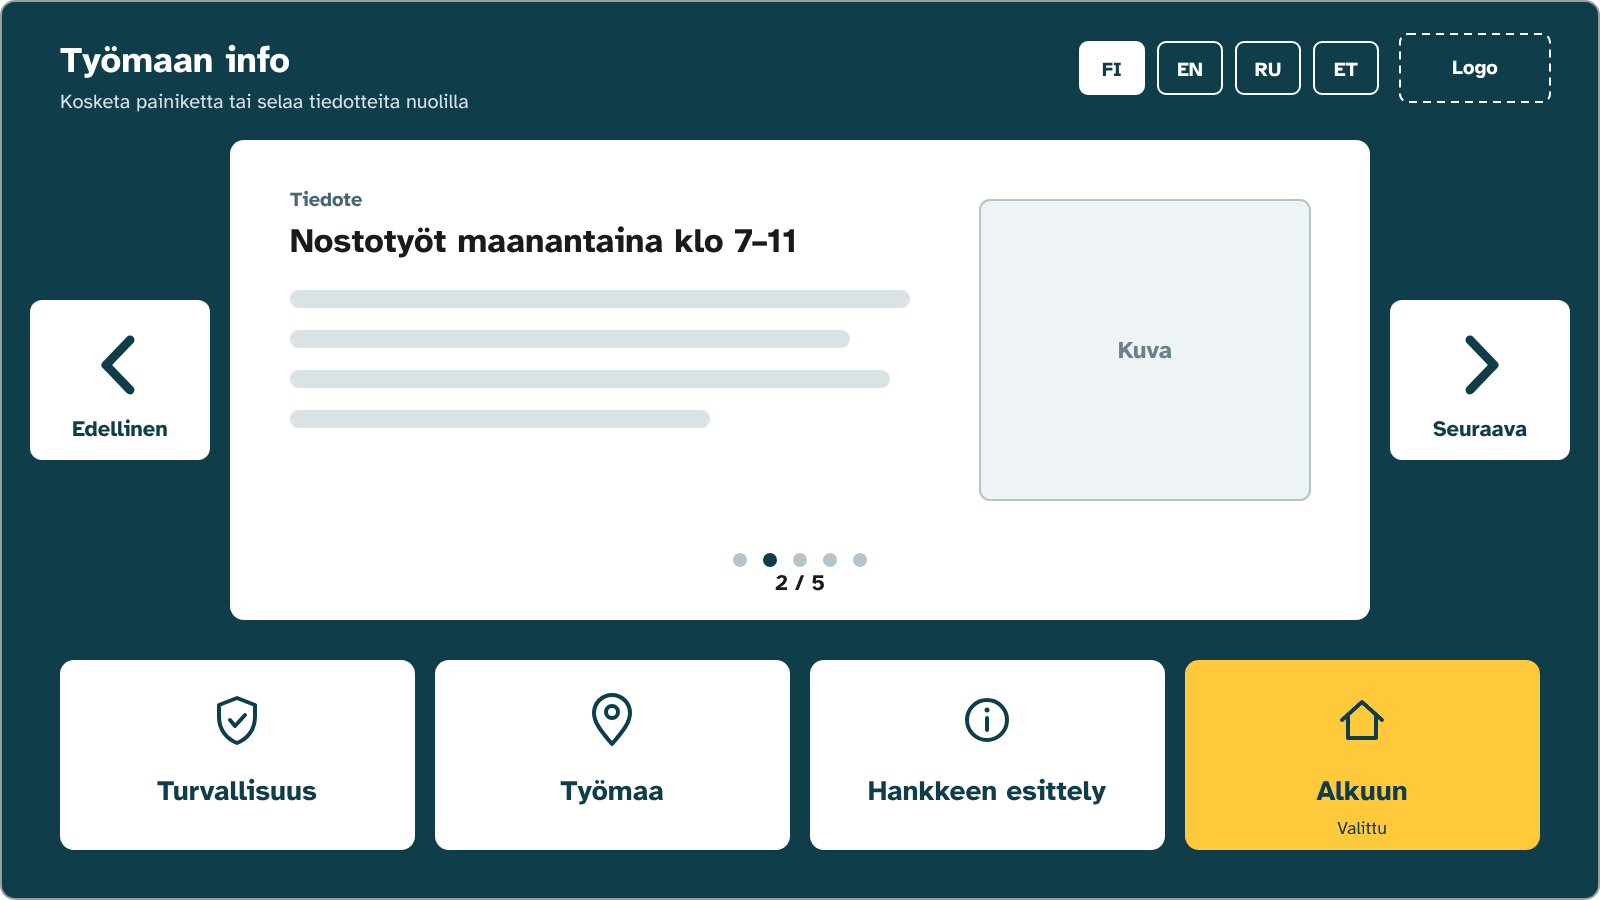 Työmaan info
Kosketa painiketta tai selaa tiedotteita nuolilla
FI
EN
RU
ET
Logo
Tiedote
Nostotyöt maanantaina klo 7–11
Kuva
Edellinen
Seuraava
2 / 5
Turvallisuus
Työmaa
Hankkeen esittely
Alkuun
Valittu